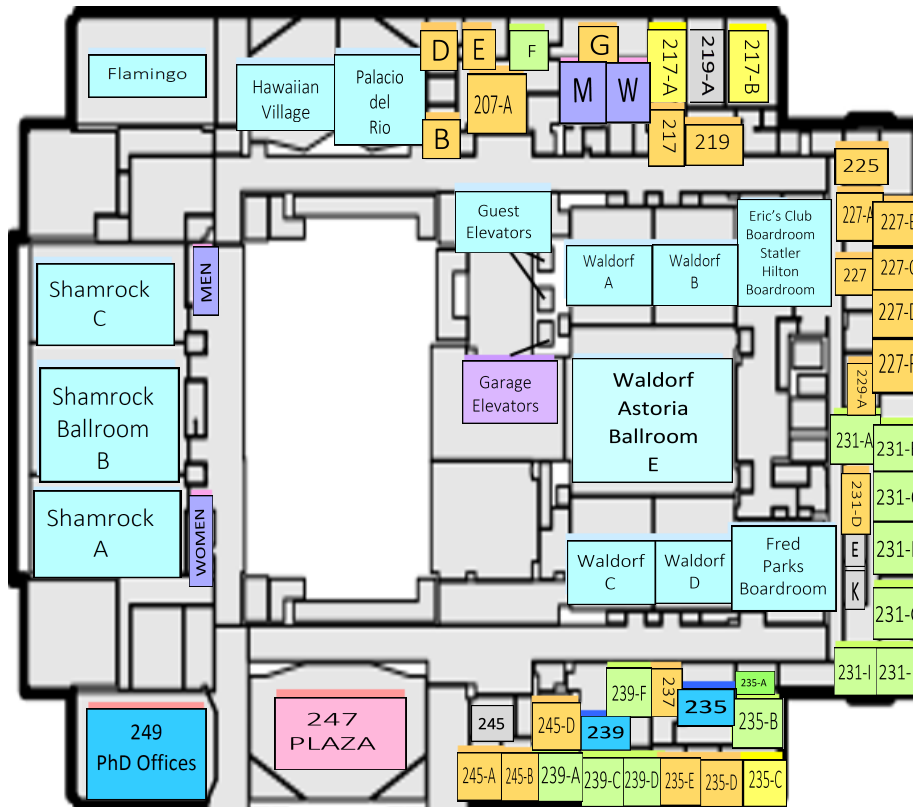 Flamingo
Hawaiian
Village
Palacio
del
Rio
D
E
F
G
B
207-A
M
W
217-A
219-A
217-B
217
219
225
227-A
227
229-A
231-A
231-D
E
K
231-I
Guest
Elevators
Garage
Elevators
Waldorf
A
Waldorf
B
Eric's Club
Boardroom
Statler
Hilton
Boardroom
Waldorf
Astoria
Ballroom
E
Waldorf
C
Waldorf
D
Fred
Parks
Boardroom
MEN
Shamrock
C
Shamrock
Ballroom
B
Shamrock
A
WOMEN
249
PhD Offices
247
PLAZA
245
245-D
239
239-F
237
235
235-A
235-B
245-A
245-B
239-A
239-C
239-D
235-E
235-D
235-C